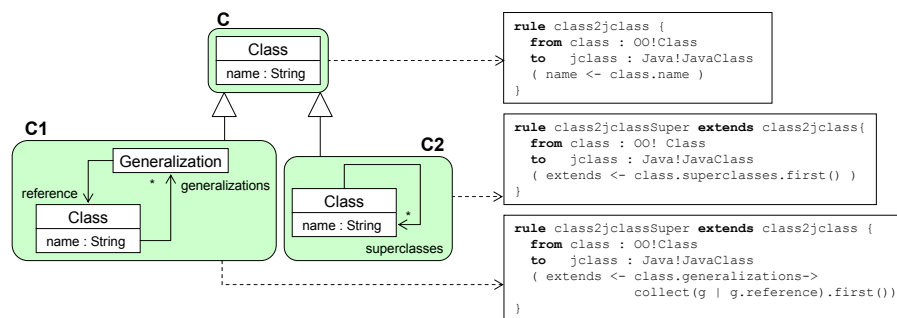 C
Class
name : String
C1
Generalization
*
generalizations
reference
Class
name : String
C2
Class
name : String
*
superclasses
rule class2jclass {
from class : OO!Class
to jclass : Java!JavaClass
( name <- class.name )
}
rule class2jclassSuper extends class2jclass{
from class : OO! Class
to jclass : Java!JavaClass
( extends <- class.superclasses.first() )
}
rule class2jclassSuper extends class2jclass {
from class : OO!Class
to jclass : Java!JavaClass
( extends <- class.generalizations->
collect(g | g.reference).first())
}